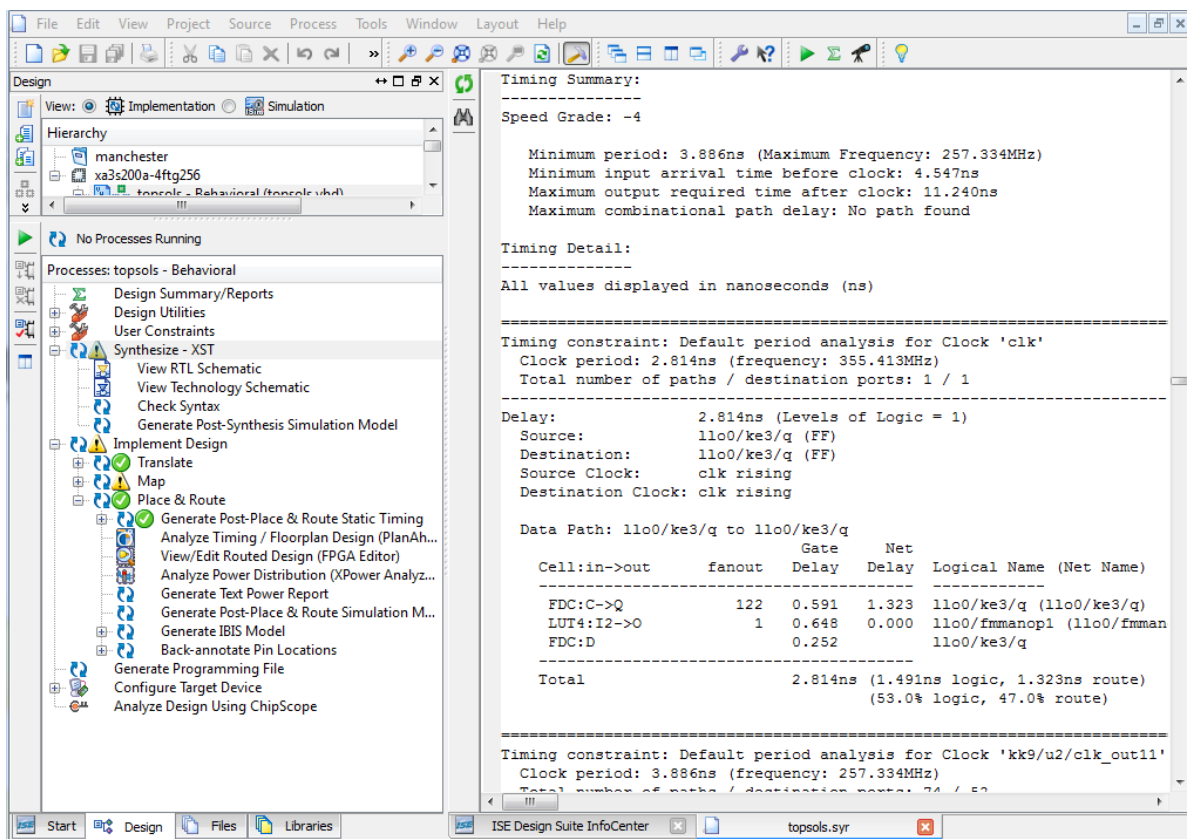 File Edit View Project Source Process Tools Window Layout Help
Design
View: Implementation Simulation
Hierarchy
manchester
xa3s200a-4ftg256
topsols - Behavioral (topsols.vhd)
No Processes Running
Processes: topsols - Behavioral
Design Summary/Reports
Design Utilities
User Constraints
Synthesize - XST
View RTL Schematic
View Technology Schematic
Check Syntax
Generate Post-Synthesis Simulation Model
Implement Design
Translate
Map
Place & Route
Generate Post-Place & Route Static Timing
Analyze Timing / Floorplan Design (PlanAh...
View/Edit Routed Design (FPGA Editor)
Analyze Power Distribution (XPower Analyz...
Generate Text Power Report
Generate Post-Place & Route Simulation M...
Generate IBIS Model
Back-annotate Pin Locations
Generate Programming File
Configure Target Device
Analyze Design Using ChipScope
Start Design Files Libraries
Timing Summary:
---------------
Speed Grade: -4
Minimum period: 3.886ns (Maximum Frequency: 257.334MHz)
Minimum input arrival time before clock: 4.547ns
Maximum output required time after clock: 11.240ns
Maximum combinational path delay: No path found
Timing Detail:
--------------
All values displayed in nanoseconds (ns)
=========================================================================
Timing constraint: Default period analysis for Clock 'clk'
Clock period: 2.814ns (frequency: 355.413MHz)
Total number of paths / destination ports: 1 / 1
-------------------------------------------------------------------------
Delay: 2.814ns (Levels of Logic = 1)
Source: llo0/ke3/q (FF)
Destination: llo0/ke3/q (FF)
Source Clock: clk rising
Destination Clock: clk rising
Data Path: llo0/ke3/q to llo0/ke3/q
Gate Net
Cell:in->out fanout Delay Delay Logical Name (Net Name)
---------------------------------------- ------------
FDC:C->Q 122 0.591 1.323 llo0/ke3/q (llo0/ke3/q)
LUT4:I2->O 1 0.648 0.000 llo0/fmmanop1 (llo0/fmman
FDC:D 0.252 llo0/ke3/q
----------------------------------------
Total 2.814ns (1.491ns logic, 1.323ns route)
(53.0% logic, 47.0% route)
=========================================================================
Timing constraint: Default period analysis for Clock 'kk9/u2/clk_out11'
Clock period: 3.886ns (frequency: 257.334MHz)
Total number of paths / destination ports: 74 / 52
ISE Design Suite InfoCenter topsols.syr